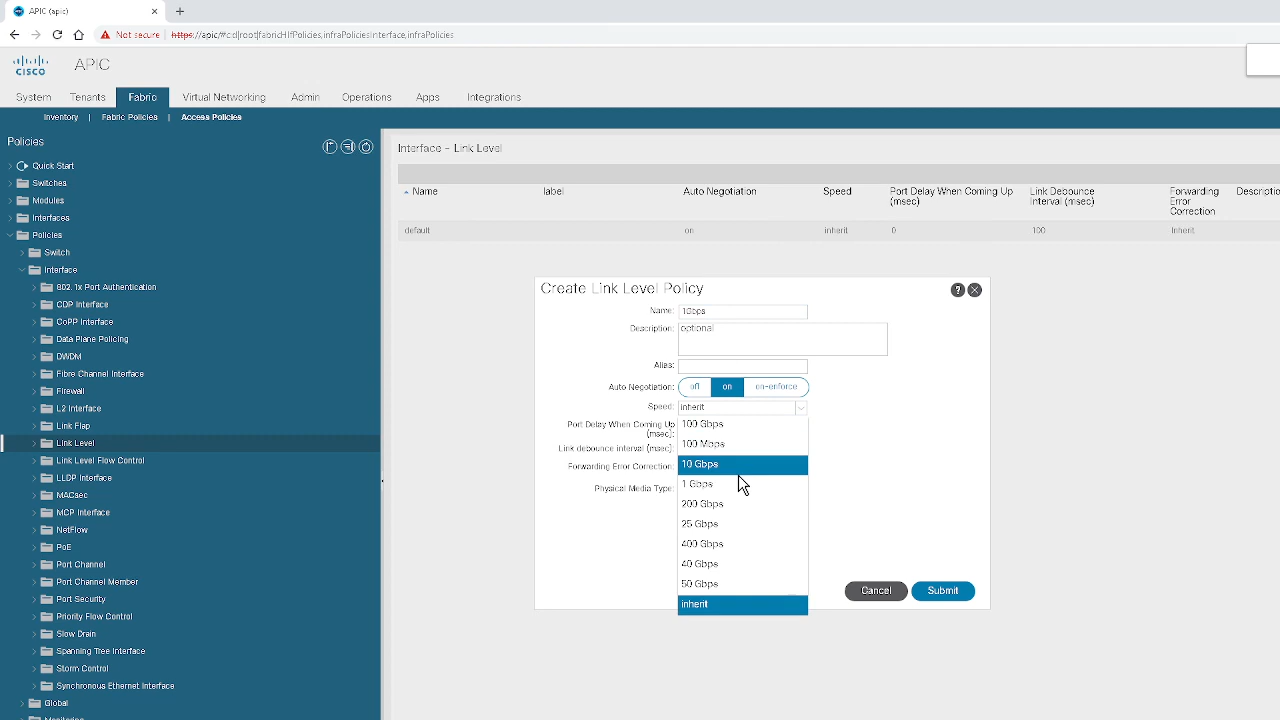 APIC (apic)
Not secure | https://apic/#c:d|root|fabricHIfPolicies,infraPoliciesInterface,infraPolicies
CISCO APIC
System Tenants Fabric Virtual Networking Admin Operations Apps Integrations
Inventory | Fabric Policies | Access Policies
Policies
Quick Start
Switches
Modules
Interfaces
Policies
Switch
Interface
802.1x Port Authentication
CDP Interface
CoPP Interface
Data Plane Policing
DWDM
Fibre Channel Interface
Firewall
L2 Interface
Link Flap
Link Level
Link Level Flow Control
LLDP Interface
MACsec
MCP Interface
NetFlow
PoE
Port Channel
Port Channel Member
Port Security
Priority Flow Control
Slow Drain
Spanning Tree Interface
Storm Control
Synchronous Ethernet Interface
Global
Monitoring
Interface - Link Level
Name label Auto Negotiation Speed Port Delay When Coming Up (msec) Link Debounce Interval (msec) Forwarding Error Correction Descriptio
default on inherit 0 100 Inherit
Create Link Level Policy
Name: 10bps
Description: optional
Alias:
Auto Negotiation: off on on-enforce
Speed: inherit
Port Delay When Coming Up (msec):
Link debounce interval (msec):
Forwarding Error Correction:
Physical Media Type:
100 Gbps
100 Mbps
10 Gbps
1 Gbps
200 Gbps
25 Gbps
400 Gbps
40 Gbps
50 Gbps
inherit
Cancel Submit